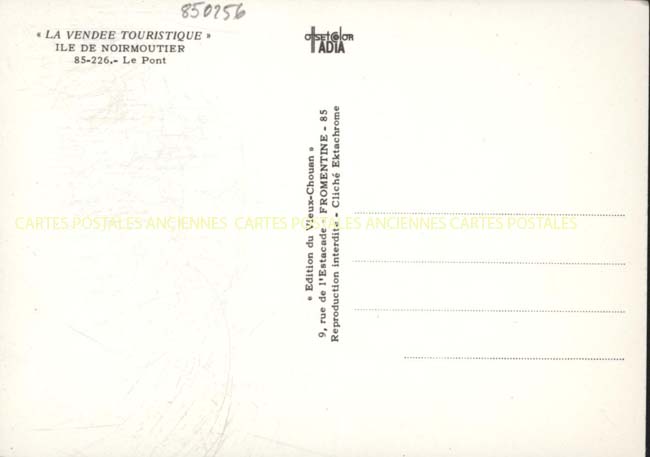 850256
« LA VENDEE TOURISTIQUE »
ILE DE NOIRMOUTIER
85-226.- Le Pont
OFFSET COLOR
IADIA
« Edition du Vieux-Chouan »
9, rue de l'Estacade - FROMENTINE - 85
Reproduction interdite - Cliché Ektachrome
CARTES POSTALES ANCIENNES CARTES POSTALES ANCIENNES CARTES POSTALES